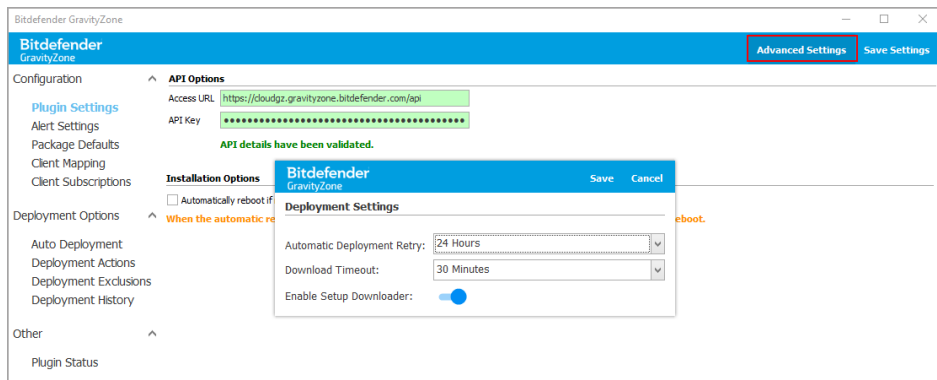 Bitdefender GravityZone
Bitdefender
GravityZone
Advanced Settings
Save Settings
Configuration
Plugin Settings
Alert Settings
Package Defaults
Client Mapping
Client Subscriptions
Deployment Options
Auto Deployment
Deployment Actions
Deployment Exclusions
Deployment History
Other
Plugin Status
API Options
Access URL https://cloudgz.gravityzone.bitdefender.com/api
API Key ●●●●●●●●●●●●●●●●●●●●●●●●●●●●●●●●●●●●●●●●
API details have been validated.
Installation Options
Automatically reboot if
When the automatic re
eboot.
Bitdefender
GravityZone
Save
Cancel
Deployment Settings
Automatic Deployment Retry: 24 Hours
Download Timeout: 30 Minutes
Enable Setup Downloader: